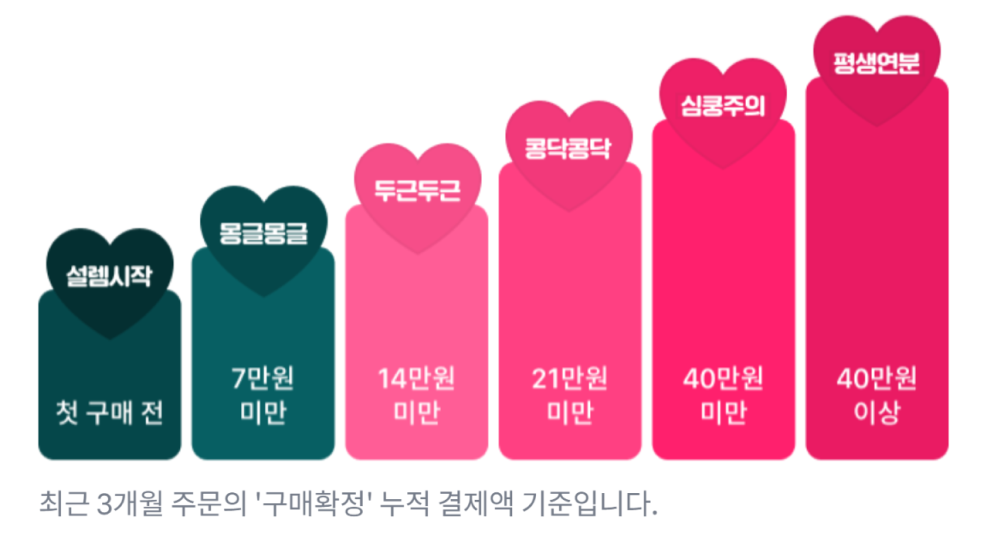 설렘시작
첫 구매 전
몽글몽글
7만원
미만
두근두근
14만원
미만
콩닥콩닥
21만원
미만
심쿵주의
40만원
미만
평생연분
40만원
이상
최근 3개월 주문의 '구매확정' 누적 결제액 기준입니다.